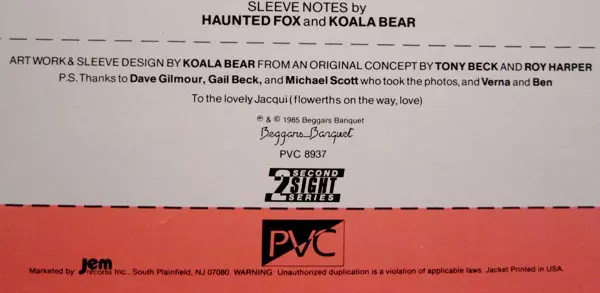 SLEEVE NOTES by
HAUNTED FOX and KOALA BEAR
ART WORK & SLEEVE DESIGN BY KOALA BEAR FROM AN ORIGINAL CONCEPT BY TONY BECK AND ROY HARPER
P.S. Thanks to Dave Gilmour, Gail Beck, and Michael Scott who took the photos, and Verna and Ben
To the lovely Jacqui (flowerths on the way, love)
℗ & © 1985 Beggars Banquet
Beggars Banquet
PVC 8937
2 SECOND
SIGHT
SERIES
PVC
Marketed by Jem records Inc., South Plainfield, NJ 07080. WARNING: Unauthorized duplication is a violation of applicable laws. Jacket Printed in USA.